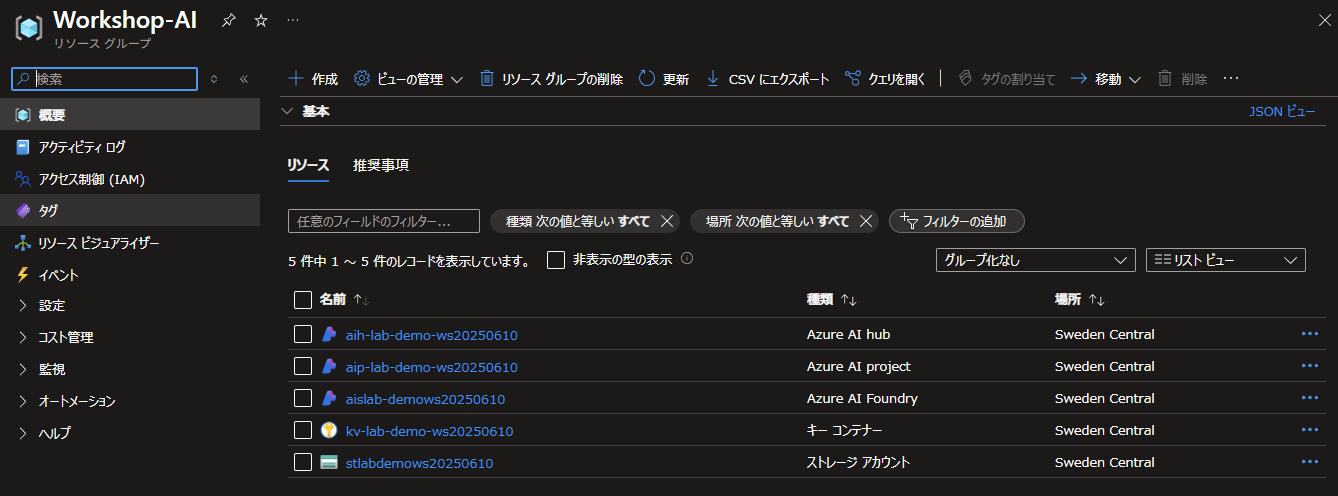 Workshop-AI
リソース グループ
検索
作成 ビューの管理 リソース グループの削除 更新 CSV にエクスポート クエリを開く タグの割り当て 移動 削除
概要
アクティビティ ログ
アクセス制御 (IAM)
タグ
リソース ビジュアライザー
イベント
設定
コスト管理
監視
オートメーション
ヘルプ
基本 JSON ビュー
リソース 推奨事項
任意のフィールドのフィルター... 種類 次の値と等しい すべて 場所 次の値と等しい すべて フィルターの追加
5 件中 1 ～ 5 件のレコードを表示しています。 非表示の型の表示 グループ化なし リスト ビュー
名前 ↑↓ 種類 ↑↓ 場所 ↑↓
aih-lab-demo-ws20250610 Azure AI hub Sweden Central
aip-lab-demo-ws20250610 Azure AI project Sweden Central
aislab-demows20250610 Azure AI Foundry Sweden Central
kv-lab-demo-ws20250610 キー コンテナー Sweden Central
stlabdemows20250610 ストレージ アカウント Sweden Central